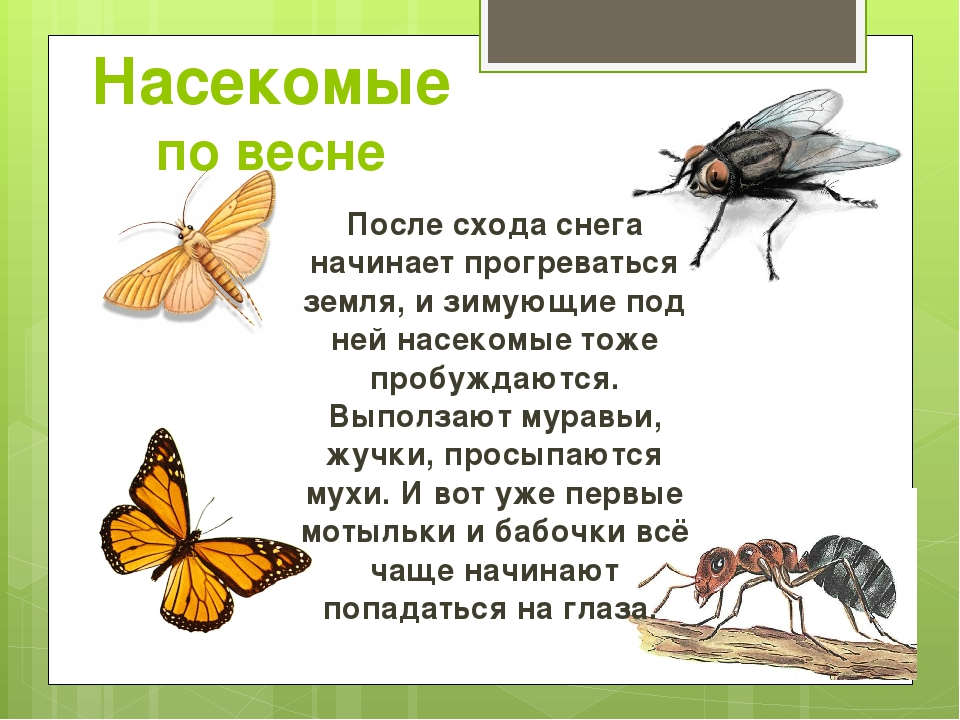 Насекомые
по весне
После схода снега
начинает прогреваться
земля, и зимующие под
ней насекомые тоже
пробуждаются.
Выползают муравьи,
жучки, просыпаются
мухи. И вот уже первые
мотыльки и бабочки всё
чаще начинают
попадаться на глаза.